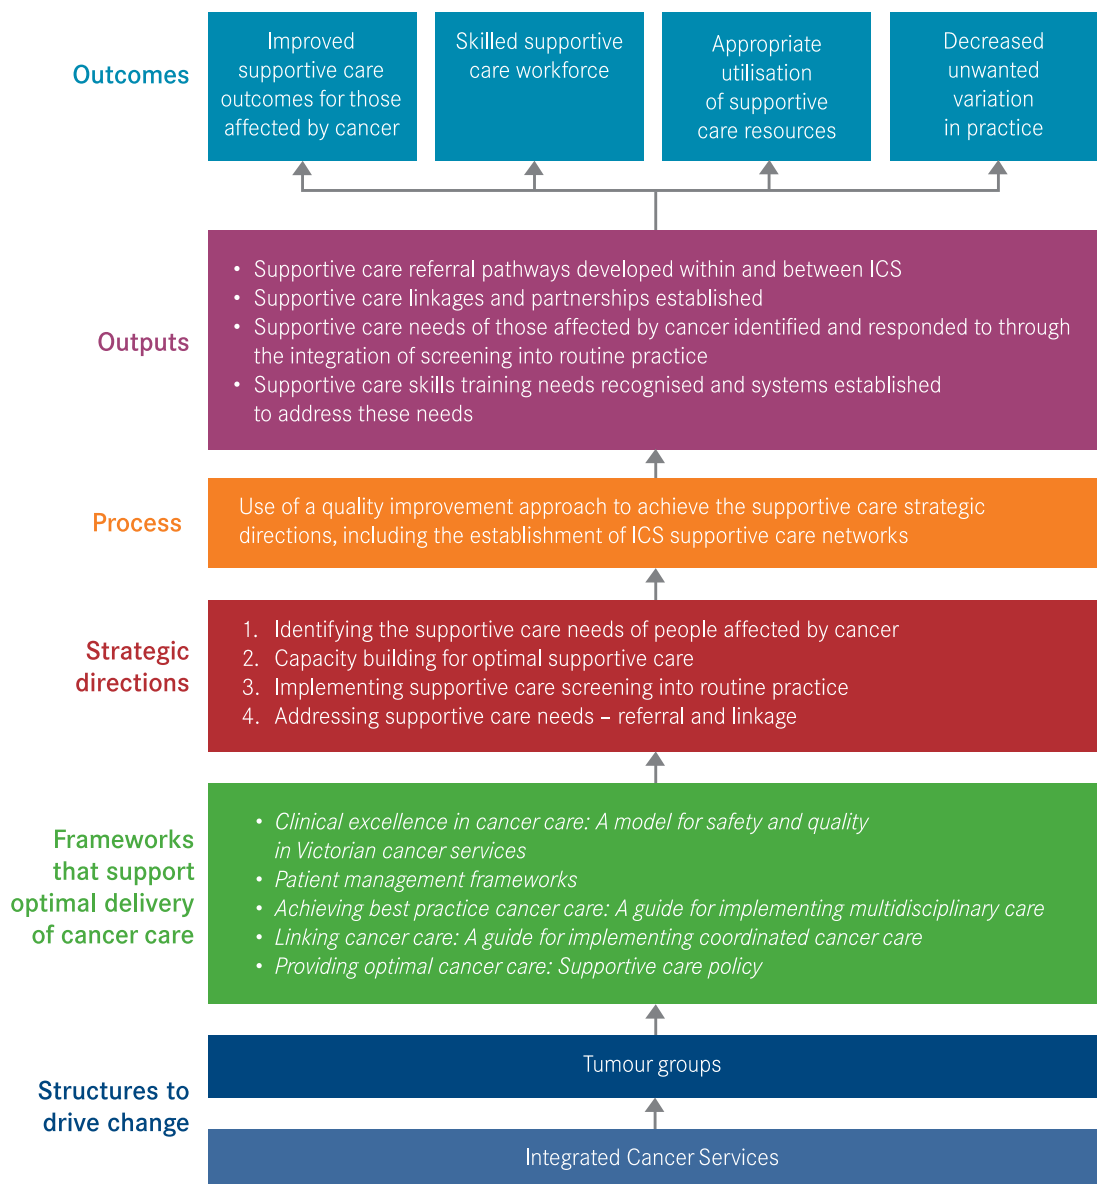 Outcomes
Improved
supportive care
outcomes for those
affected by cancer
Skilled supportive
care workforce
Appropriate
utilisation
of supportive
care resources
Decreased
unwanted
variation
in practice
Outputs
• Supportive care referral pathways developed within and between ICS
• Supportive care linkages and partnerships established
• Supportive care needs of those affected by cancer identified and responded to through
the integration of screening into routine practice
• Supportive care skills training needs recognised and systems established
to address these needs
Process
Use of a quality improvement approach to achieve the supportive care strategic
directions, including the establishment of ICS supportive care networks
Strategic
directions
1. Identifying the supportive care needs of people affected by cancer
2. Capacity building for optimal supportive care
3. Implementing supportive care screening into routine practice
4. Addressing supportive care needs – referral and linkage
Frameworks
that support
optimal delivery
of cancer care
• Clinical excellence in cancer care: A model for safety and quality
in Victorian cancer services
• Patient management frameworks
• Achieving best practice cancer care: A guide for implementing multidisciplinary care
• Linking cancer care: A guide for implementing coordinated cancer care
• Providing optimal cancer care: Supportive care policy
Structures to
drive change
Tumour groups
Integrated Cancer Services